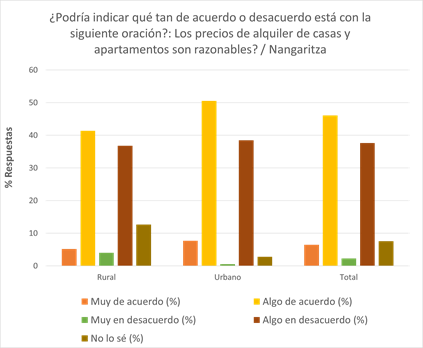 ¿Podría indicar qué tan de acuerdo o desacuerdo está con la
siguiente oración?: Los precios de alquiler de casas y
apartamentos son razonables? / Nangaritza
% Respuestas
60
50
40
30
20
10
0
Rural
Urbano
Total
Muy de acuerdo (%)
Algo de acuerdo (%)
Muy en desacuerdo (%)
Algo en desacuerdo (%)
No lo sé (%)